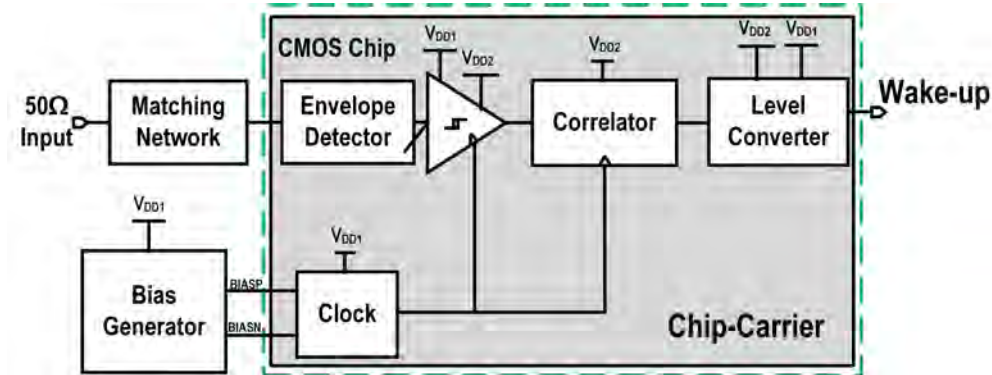 CMOS Chip
VDD1
VDD2
VDD2
VDD2 VDD1
50Ω
Input
Matching
Network
Envelope
Detector
Correlator
Level
Converter
Wake-up
VDD1
Bias
Generator
BIASP
BIASN
VDD1
Clock
Chip-Carrier